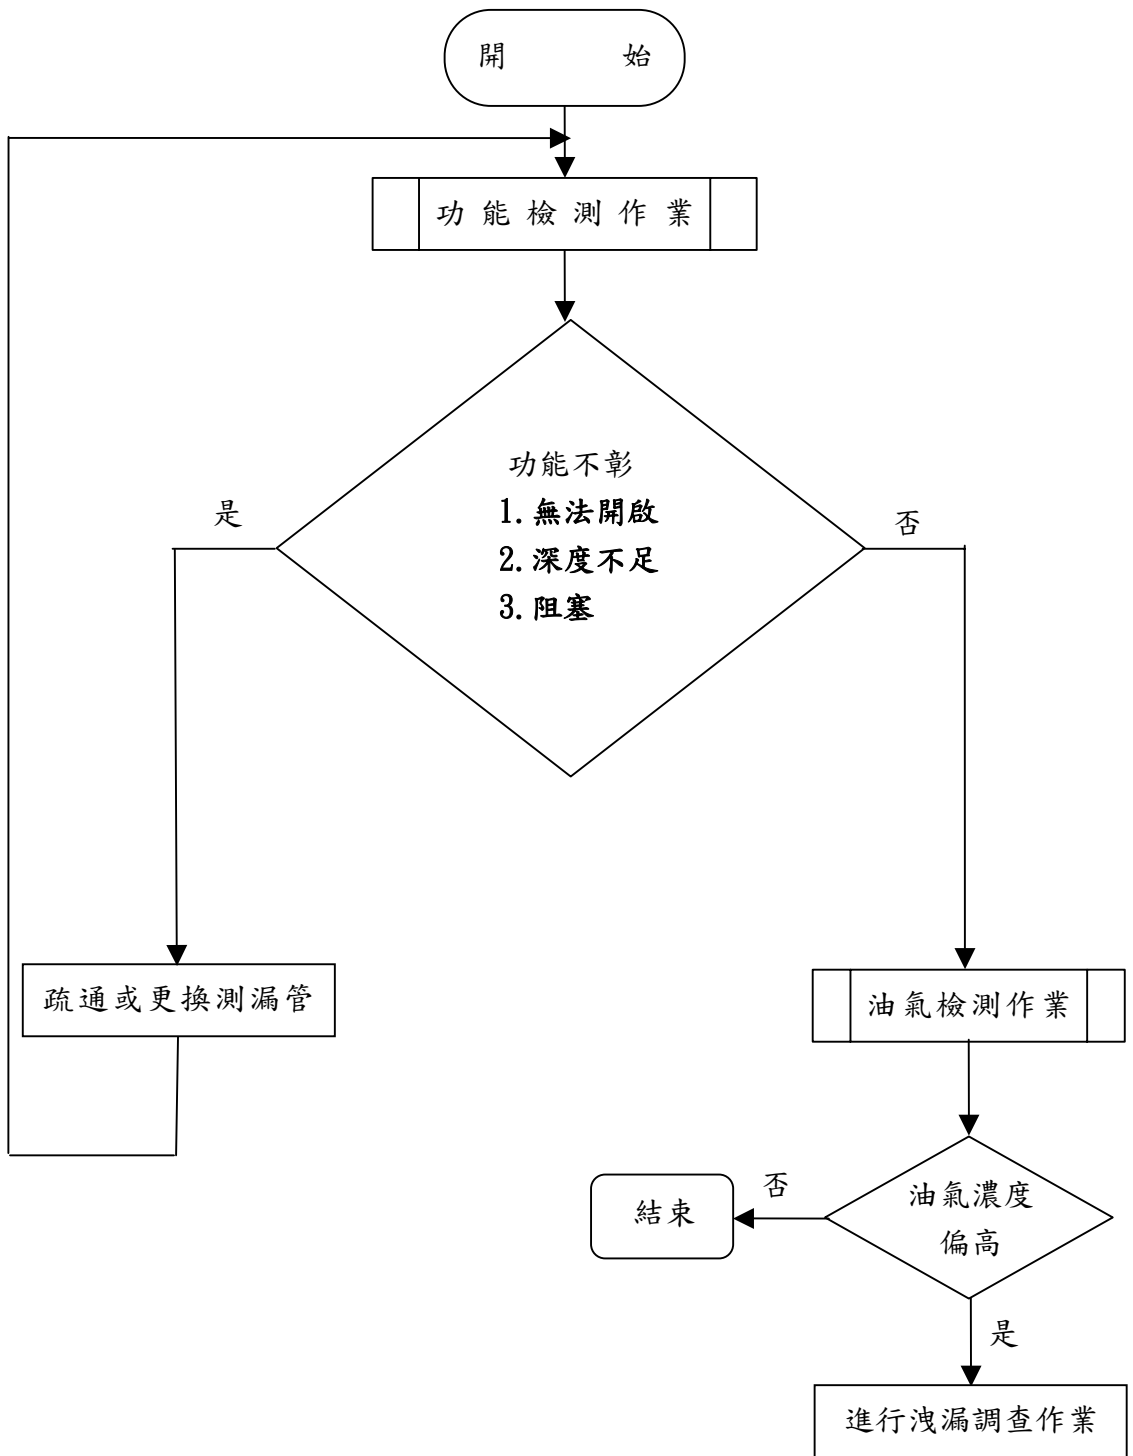 開 始
功能檢測作業
功能不彰
1.無法開啟
2.深度不足
3.阻塞
是
否
疏通或更換測漏管
油氣檢測作業
油氣濃度
偏高
否
結束
是
進行洩漏調查作業